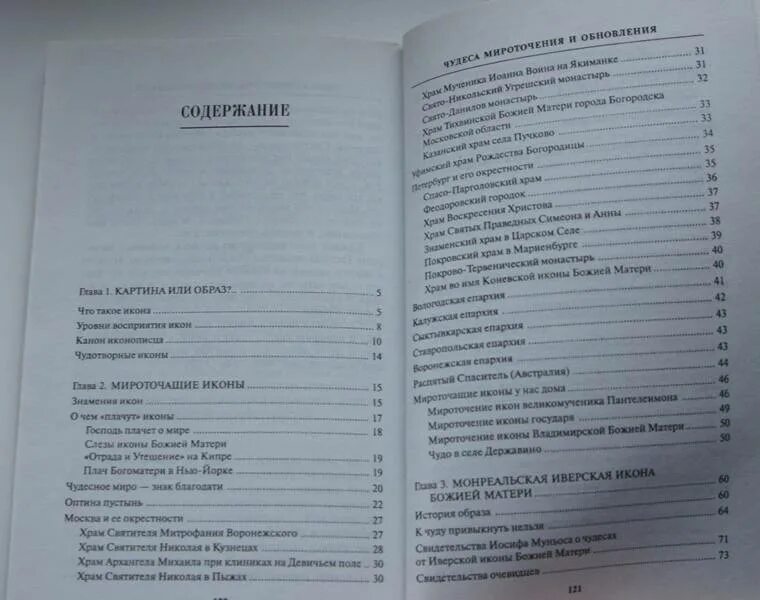 СОДЕРЖАНИЕ
Глава 1. КАРТИНА ИЛИ ОБРАЗ?.. 5
Что такое икона 5
Уровни восприятия икон 8
Канон иконописца 10
Чудотворные иконы 14
Глава 2. МИРОТОЧАЩИЕ ИКОНЫ 15
Знамения икон 15
О чем «плачут» иконы 17
Господь плачет о мире 18
Слезы иконы Божией Матери
«Отрада и Утешение» на Кипре 19
Плач Богоматери в Нью-Йорке 19
Чудесное миро — знак благодати 20
Оптина пустынь 22
Москва и ее окрестности 27
Храм Святителя Митрофания Воронежского 27
Храм Святителя Николая в Кузнецах 28
Храм Архангела Михаила при клиниках на Девичьем поле 30
Храм Святителя Николая в Пыжах 30
ЧУДЕСА МИРОТОЧЕНИЯ И ОБНОВЛЕНИЯ
Храм Мученика Иоанна Воина на Якиманке 31
Свято-Никольский Угрешский монастырь 31
Свято-Данилов монастырь 32
Храм Тихвинской Божией Матери города Богородска
Московской области 33
Казанский храм села Пучково 33
Уфимский храм Рождества Богородицы 34
Петербург и его окрестности 35
Спасо-Парголовский храм 35
Феодоровский городок 36
Храм Воскресения Христова 37
Храм Святых Праведных Симеона и Анны 37
Знаменский храм в Царском Селе 38
Покровский храм в Мариенбурге 39
Покрово-Тервенический монастырь 40
Храм во имя Коневской иконы Божией Матери 40
Вологодская епархия 41
Калужская епархия 42
Сыктывкарская епархия 43
Ставропольская епархия 43
Воронежская епархия 43
Распятый Спаситель (Австралия) 44
Мироточащие иконы у нас дома 46
Мироточение икон великомученика Пантелеимона 46
Мироточение иконы государя 49
Мироточение иконы Владимирской Божией Матери 50
Чудо в селе Державино 50
Глава 3. МОНРЕАЛЬСКАЯ ИВЕРСКАЯ ИКОНА
БОЖИЕЙ МАТЕРИ 60
История образа 60
К чуду привыкнуть нельзя 64
Свидетельства Иосифа Муньоса о чудесах
от Иверской иконы Божией Матери 71
Свидетельства очевидцев 73
121